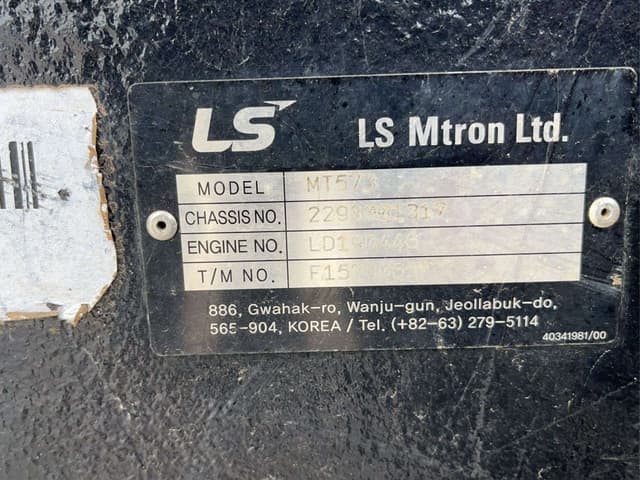 LS LS Mtron Ltd.
MODEL MT573
CHASSIS NO.
ENGINE NO.
T/M NO.
886, Gwahak-ro, Wanju-gun, Jeollabuk-do,
565-904, KOREA / Tel. (+82-63) 279-5114
40341981/00